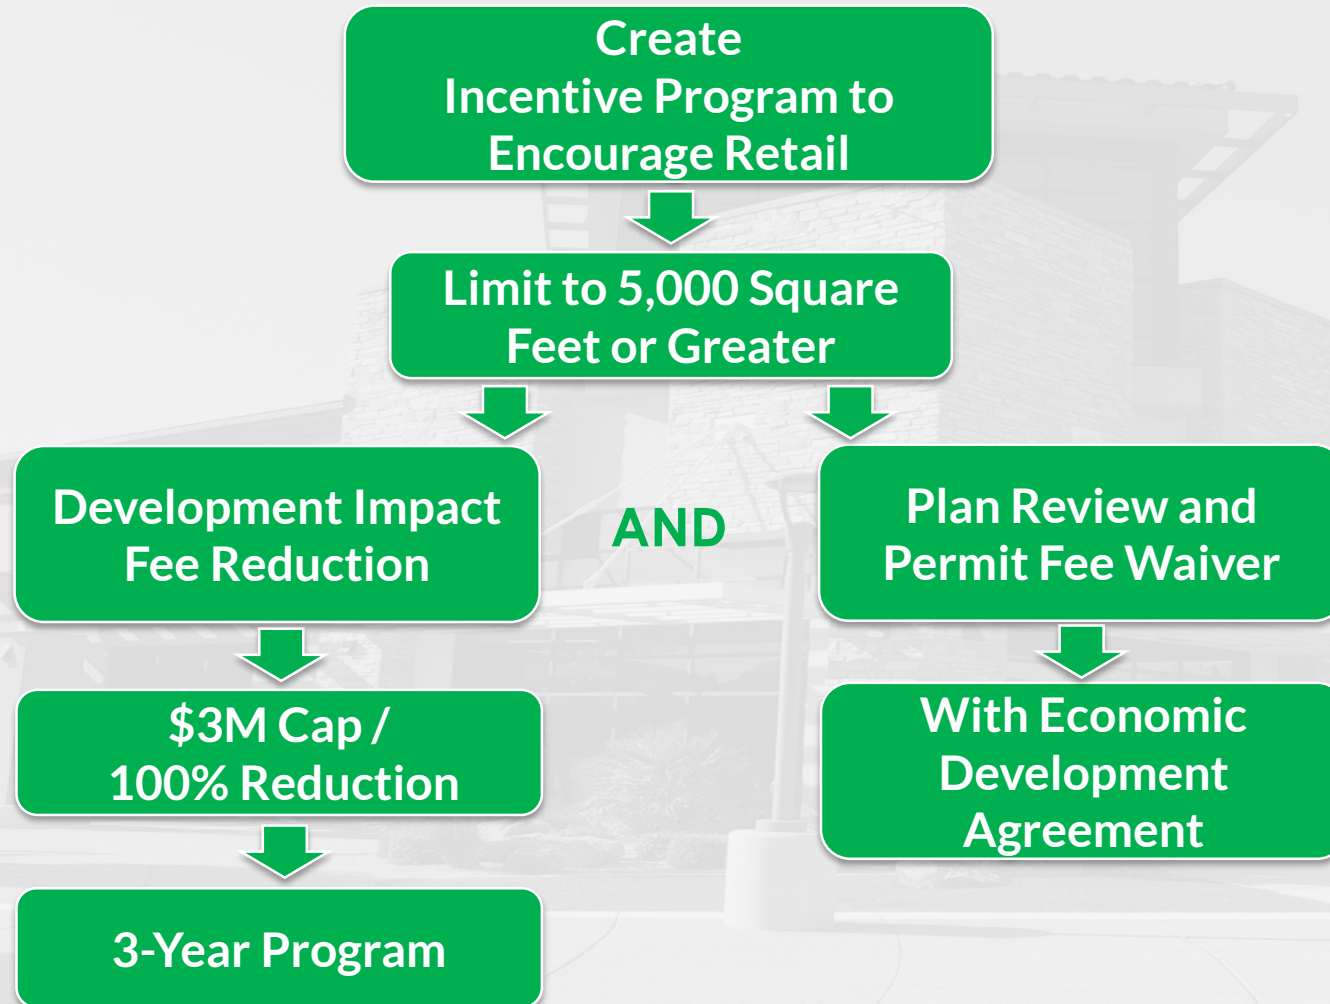 Create
Incentive Program to
Encourage Retail
Limit to 5,000 Square
Feet or Greater
Development Impact
Fee Reduction
AND
Plan Review and
Permit Fee Waiver
$3M Cap /
100% Reduction
With Economic
Development
Agreement
3-Year Program